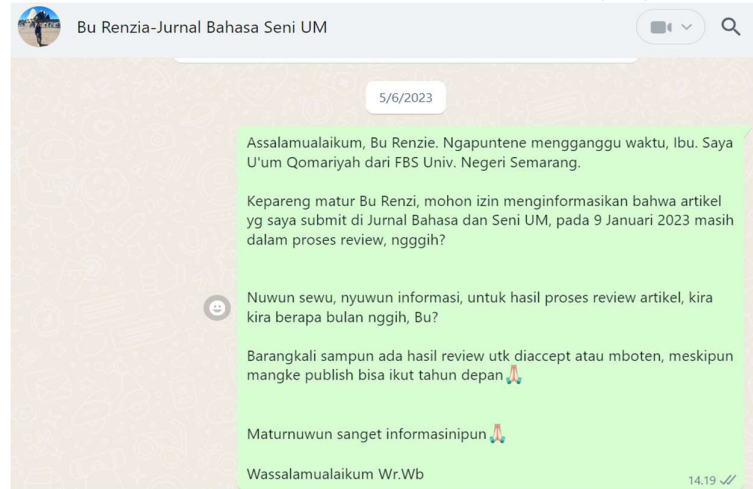 Bu Renzia-Jurnal Bahasa Seni UM
5/6/2023
Assalamualaikum, Bu Renzie. Ngapuntene mengganggu waktu, Ibu. Saya
U'um Qomariyah dari FBS Univ. Negeri Semarang.
Kepareng matur Bu Renzi, mohon izin menginformasikan bahwa artikel
yg saya submit di Jurnal Bahasa dan Seni UM, pada 9 Januari 2023 masih
dalam proses review, ngggih?
Nuwun sewu, nyuwun informasi, untuk hasil proses review artikel, kira
kira berapa bulan nggih, Bu?
Barangkali sampun ada hasil review utk diaccept atau mboten, meskipun
mangke publish bisa ikut tahun depan🙏
Maturnuwun sanget informasinipun🙏
Wassalamualaikum Wr.Wb
14.19